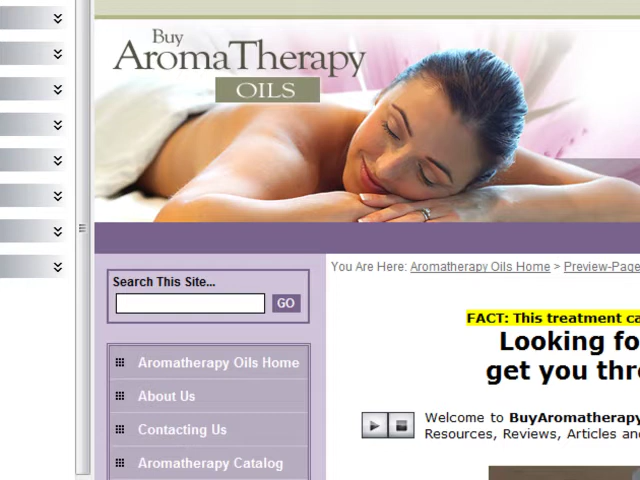 Buy
AromaTherapy
OILS
You Are Here: Aromatherapy Oils Home > Preview-Page
Search This Site...
GO
FACT: This treatment ca
Looking fo
get you thr
Aromatherapy Oils Home
About Us
Contacting Us
Aromatherapy Catalog
Welcome to BuyAromatherapy
Resources, Reviews, Articles an